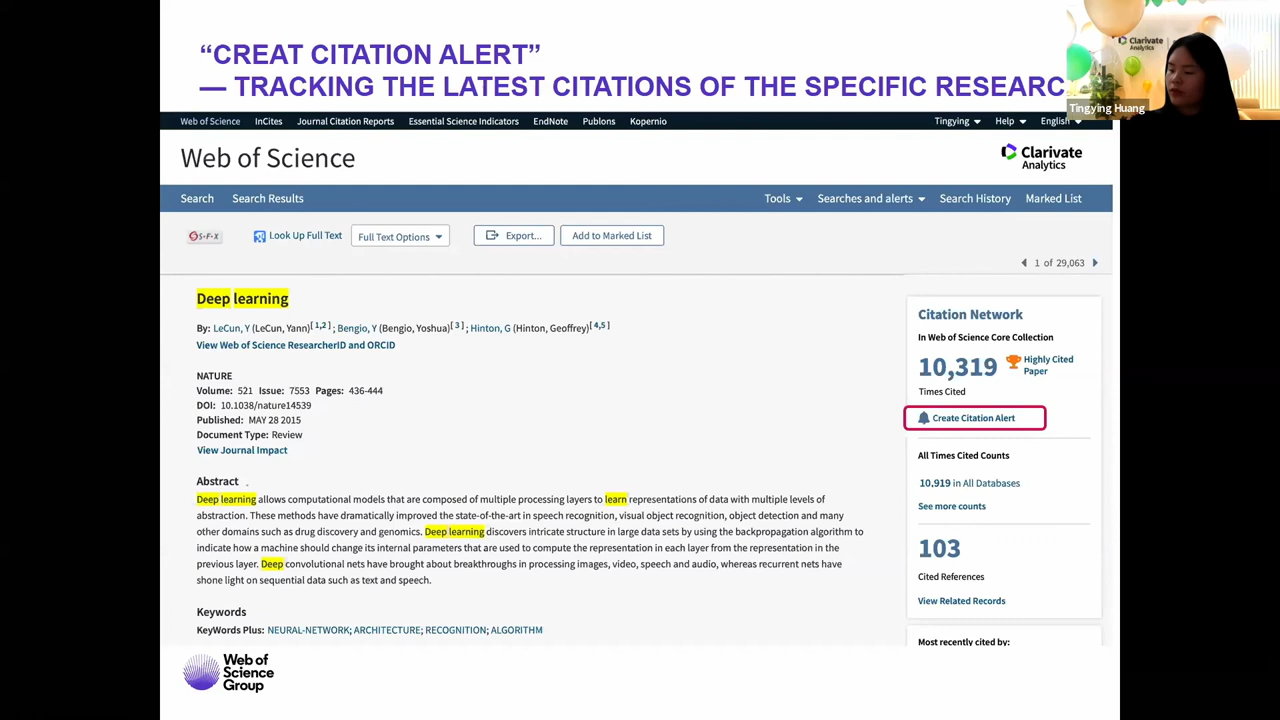 “CREAT CITATION ALERT”
— TRACKING THE LATEST CITATIONS OF THE SPECIFIC RESEARC
Clarivate
Analytics
Tingying Huang
Web of Science InCites Journal Citation Reports Essential Science Indicators EndNote Publons Kopernio Tingying Help English
Web of Science
Clarivate
Analytics
Search Search Results Tools Searches and alerts Search History Marked List
S·F·X Look Up Full Text Full Text Options Export... Add to Marked List
1 of 29,063
Deep learning
By: LeCun, Y (LeCun, Yann)[ 1,2 ] ; Bengio, Y (Bengio, Yoshua)[ 3 ] ; Hinton, G (Hinton, Geoffrey)[ 4,5 ]
View Web of Science ResearcherID and ORCID
NATURE
Volume: 521 Issue: 7553 Pages: 436-444
DOI: 10.1038/nature14539
Published: MAY 28 2015
Document Type: Review
View Journal Impact
Abstract
Deep learning allows computational models that are composed of multiple processing layers to learn representations of data with multiple levels of
abstraction. These methods have dramatically improved the state-of-the-art in speech recognition, visual object recognition, object detection and many
other domains such as drug discovery and genomics. Deep learning discovers intricate structure in large data sets by using the backpropagation algorithm to
indicate how a machine should change its internal parameters that are used to compute the representation in each layer from the representation in the
previous layer. Deep convolutional nets have brought about breakthroughs in processing images, video, speech and audio, whereas recurrent nets have
shone light on sequential data such as text and speech.
Keywords
KeyWords Plus: NEURAL-NETWORK; ARCHITECTURE; RECOGNITION; ALGORITHM
Citation Network
In Web of Science Core Collection
10,319
Highly Cited
Paper
Times Cited
Create Citation Alert
All Times Cited Counts
10,919 in All Databases
See more counts
103
Cited References
View Related Records
Most recently cited by:
Web of
Science
Group